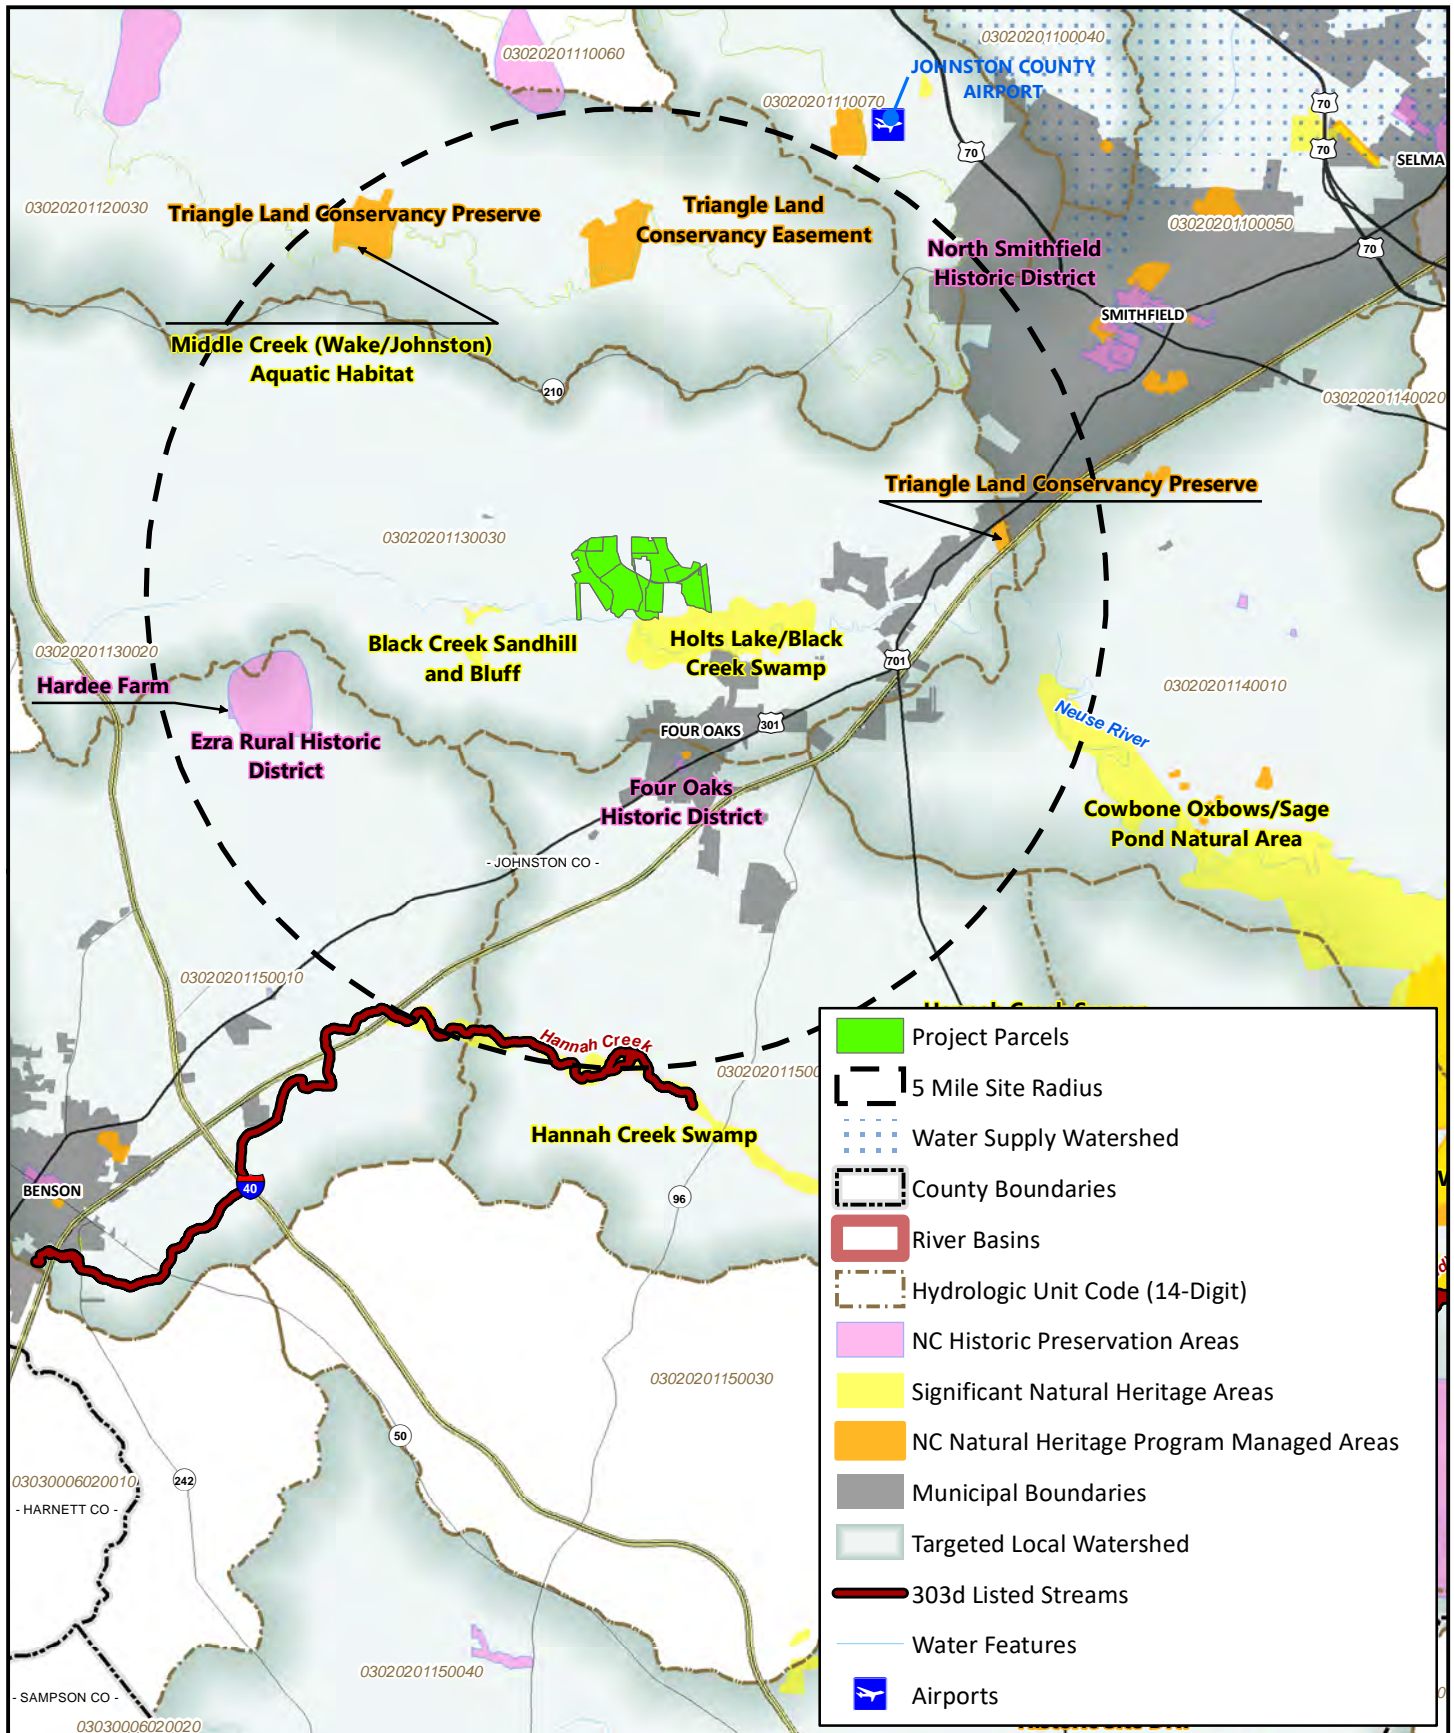 03020201110060
03020201100040
JOHNSTON COUNTY
AIRPORT
03020201110070
70
70
70
70
SELMA
03020201120030
Triangle Land Conservancy Preserve
Triangle Land
Conservancy Easement
03020201100050
North Smithfield
Historic District
SMITHFIELD
Middle Creek (Wake/Johnston)
Aquatic Habitat
210
03020201140020
Triangle Land Conservancy Preserve
03020201130030
Black Creek Sandhill
and Bluff
Holts Lake/Black
Creek Swamp
03020201130020
701
Hardee Farm
03020201140010
Neuse River
Ezra Rural Historic
District
FOUR OAKS
301
Four Oaks
Historic District
Cowbone Oxbows/Sage
Pond Natural Area
- JOHNSTON CO -
03020201150010
Hannah Creek
Hannah Creek Swamp
030202011500
Hannah Creek Swamp
40
BENSON
96
03020201150030
50
242
03030006020010
- HARNETT CO -
03020201150040
- SAMPSON CO -
03030006020020
Project Parcels
5 Mile Site Radius
Water Supply Watershed
County Boundaries
River Basins
Hydrologic Unit Code (14-Digit)
NC Historic Preservation Areas
Significant Natural Heritage Areas
NC Natural Heritage Program Managed Areas
Municipal Boundaries
Targeted Local Watershed
303d Listed Streams
Water Features
Airports